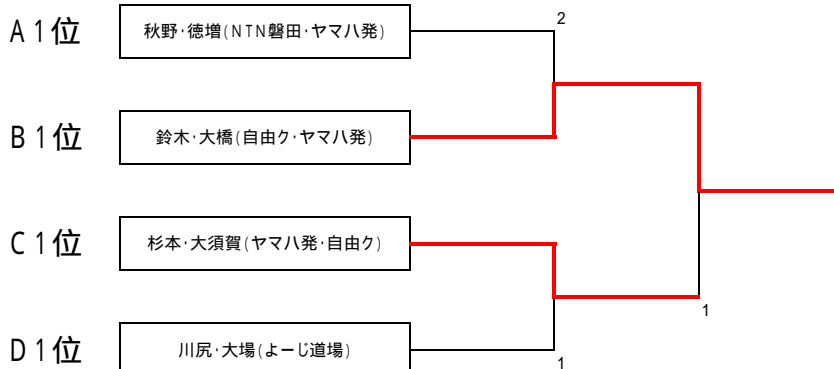 A1位 秋野・徳増(NTN磐田・ヤマハ発) 2
B1位 鈴木・大橋(自由ク・ヤマハ発)
C1位 杉本・大須賀(ヤマハ発・自由ク)
1
D1位 川尻・大場(よーじ道場) 1